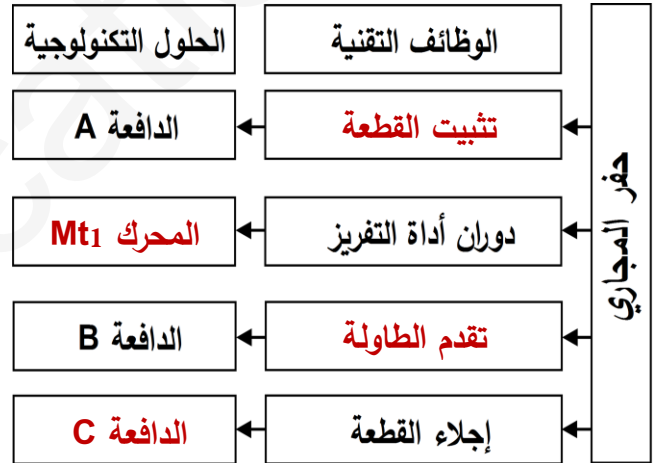 حفر المجاري
الوظائف التقنية
الحلول التكنولوجية
تثبيت القطعة
الدافعة A
دوران أداة التفريز
المحرك Mt1
تقدم الطاولة
الدافعة B
إجلاء القطعة
الدافعة C